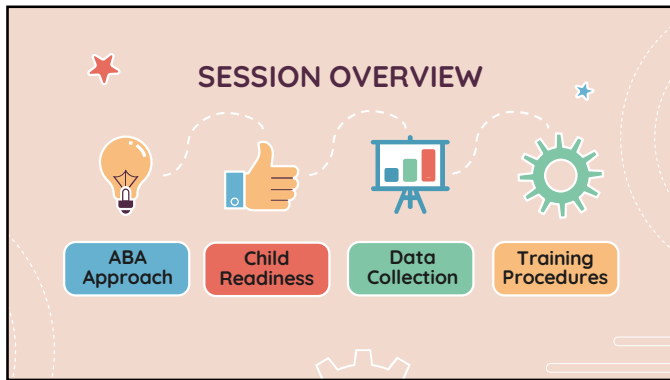 SESSION OVERVIEW
ABA
Approach
Child
Readiness
Data
Collection
Training
Procedures